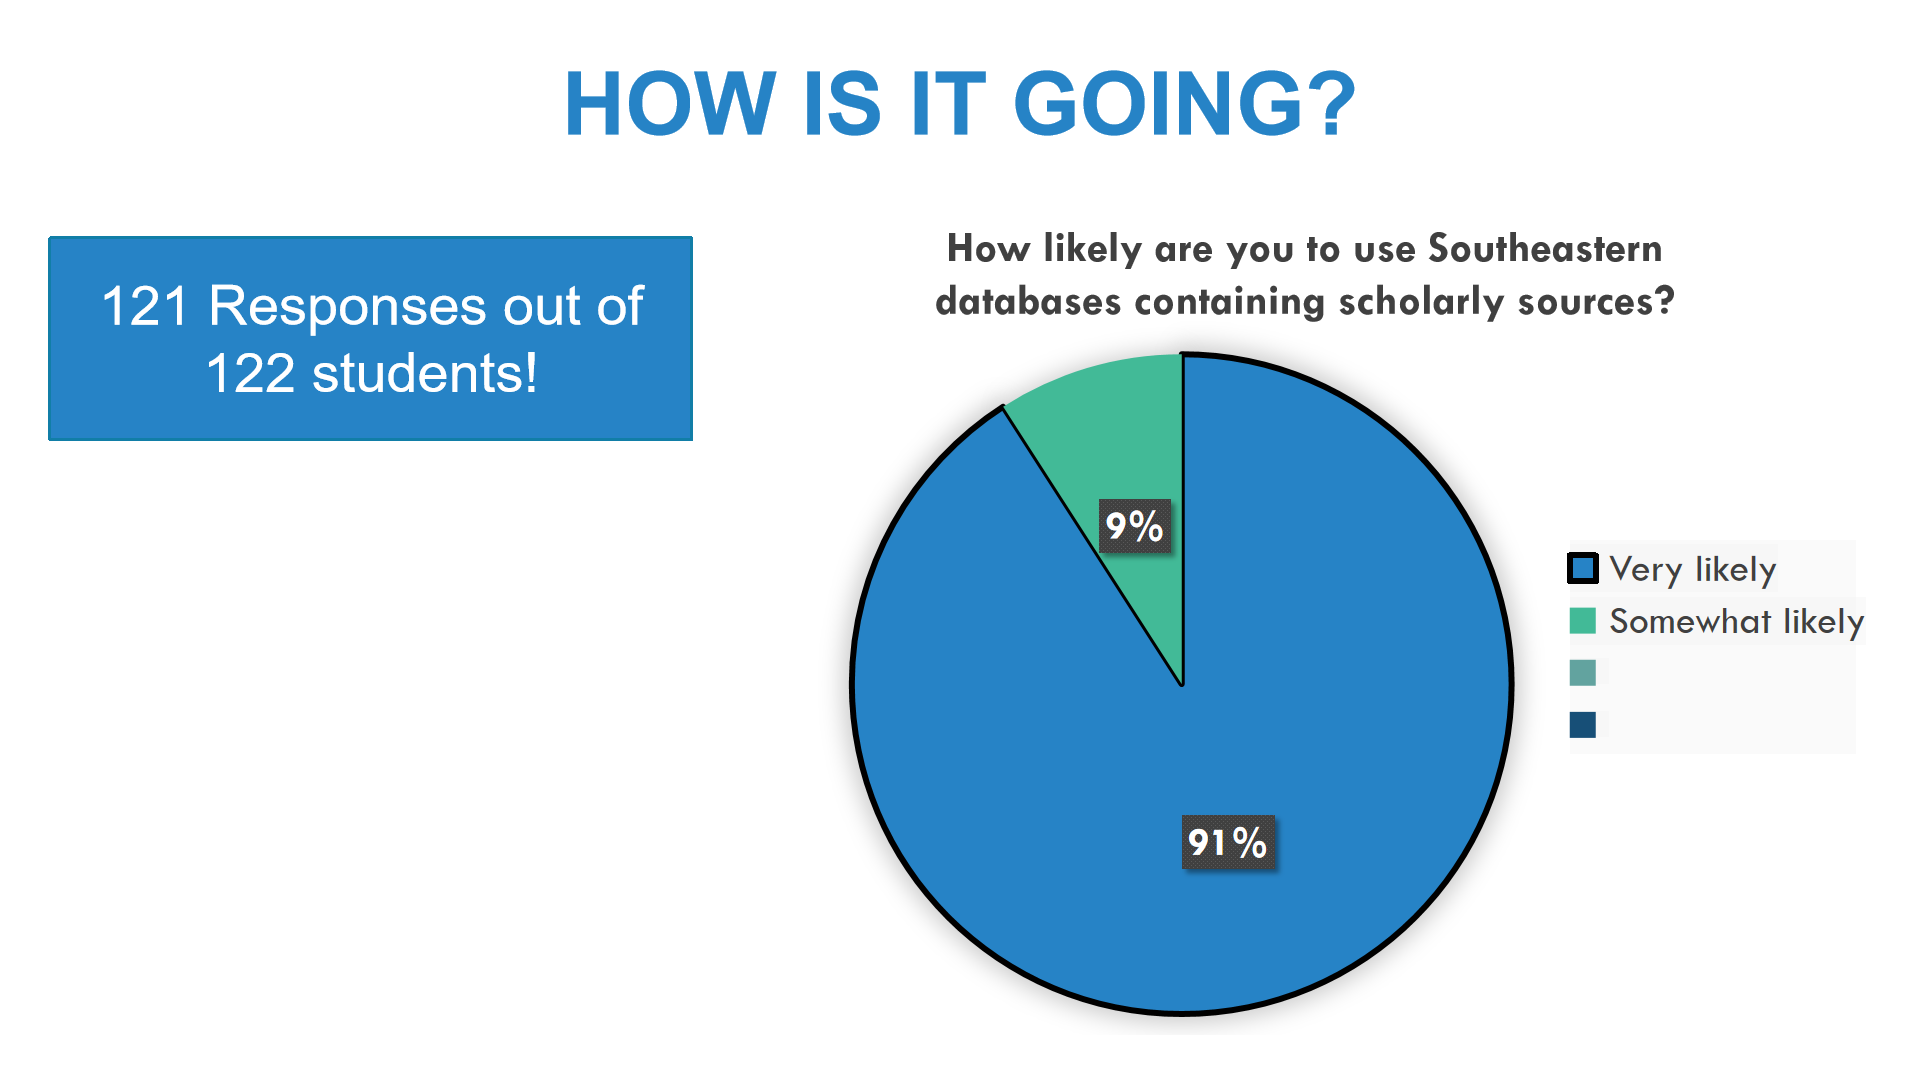 HOW IS IT GOING?
121 Responses out of
122 students!
How likely are you to use Southeastern
databases containing scholarly sources?
9%
91%
Very likely
Somewhat likely